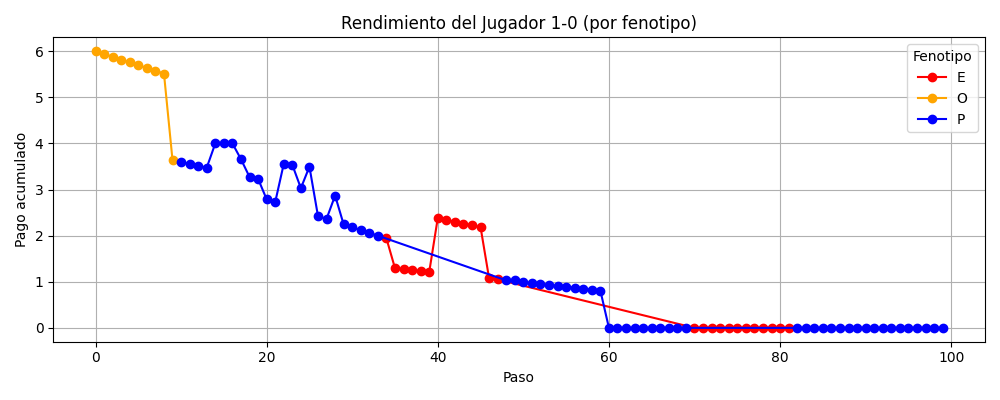 Rendimiento del Jugador 1-0 (por fenotipo)
Pago acumulado
6
5
4
3
2
1
0
0
20
40
60
80
100
Paso
Fenotipo
E
O
P